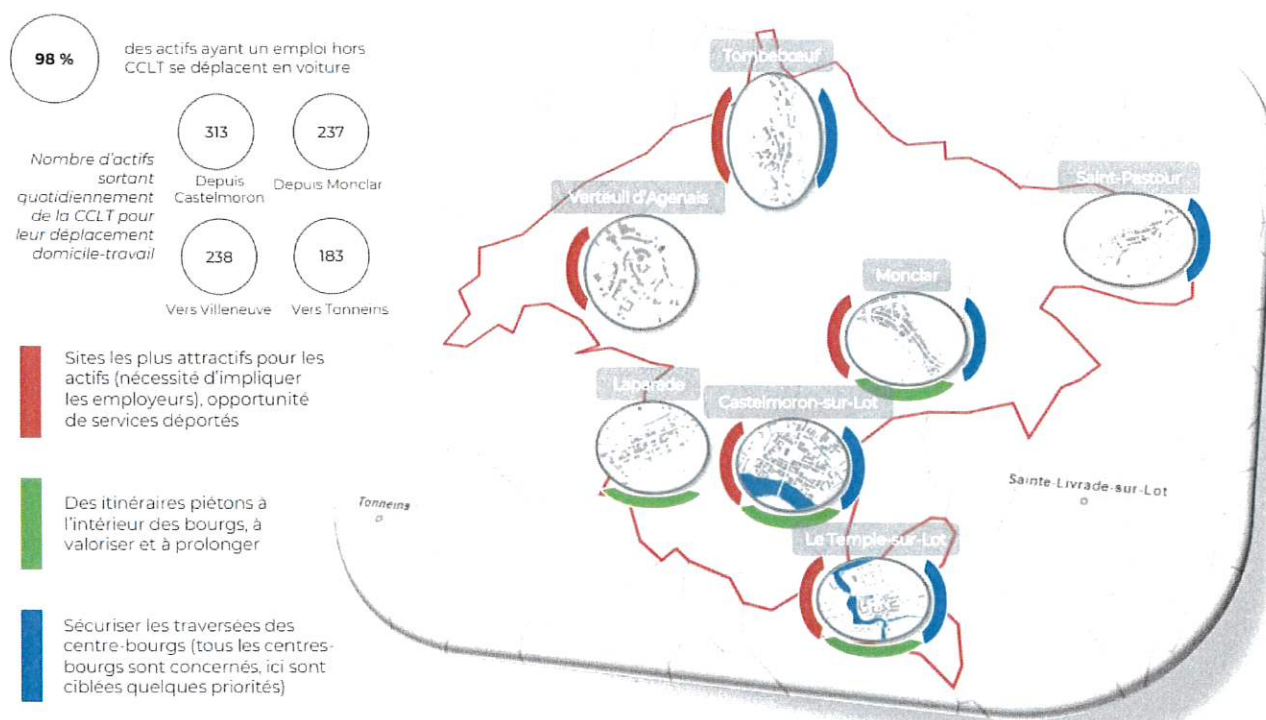 98 %
des actifs ayant un emploi hors
CCLT se déplacent en voiture
Nombre d'actifs
sortant
quotidiennement
de la CCLT pour
leur déplacement
domicile-travail
313
Depuis
Castelmoron
237
Depuis Monclar
238
Vers Villeneuve
183
Vers Tonneins
Sites les plus attractifs pour les
actifs (nécessité d'impliquer
les employeurs), opportunité
de services déportés
Des itinéraires piétons à
l'intérieur des bourgs, à
valoriser et à prolonger
Sécuriser les traversées des
centre-bourgs (tous les centres-
bourgs sont concernés, ici sont
ciblées quelques priorités)
Tombebœuf
Verteuil d'Agenais
Saint-Pastour
Monclar
Laparade
Castelmoron-sur-Lot
Le Temple-sur-Lot
Tonneins
Sainte-Livrade-sur-Lot